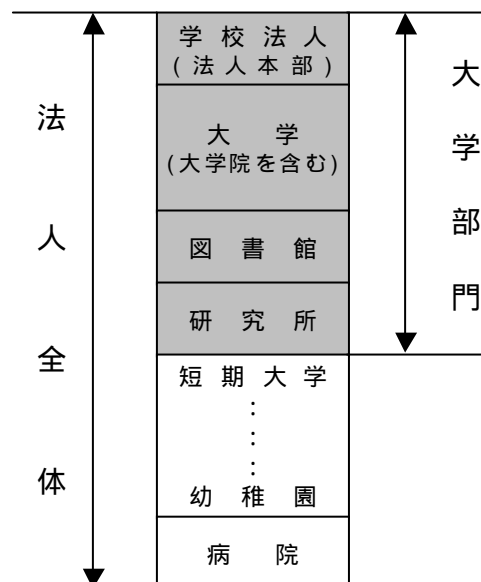 法人全体
学校法人
(法人本部)
大学
(大学院を含む)
図書館
研究所
短期大学
:
:
:
幼稚園
病院
大学部門